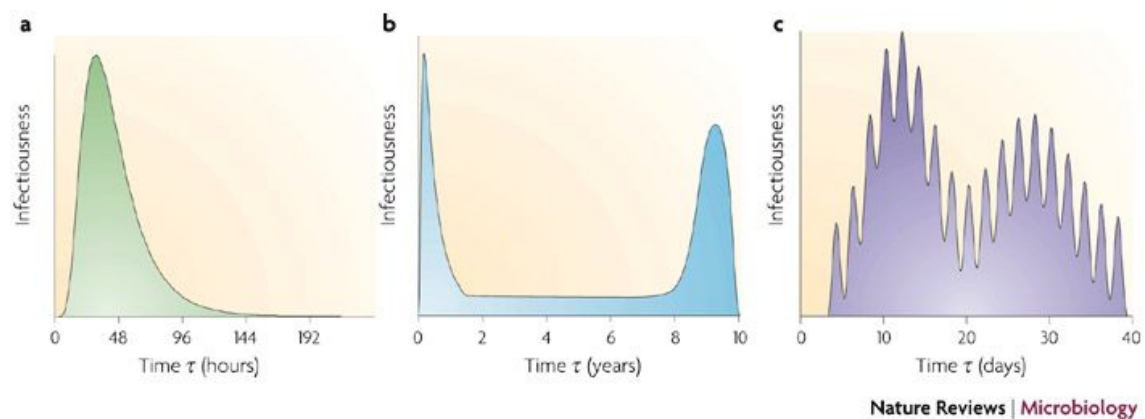 a
b
c
Infectiousness
0 48 96 144 192
Time τ (hours)
Infectiousness
0 2 4 6 8 10
Time τ (years)
Infectiousness
0 10 20 30 40
Time τ (days)
Nature Reviews | Microbiology